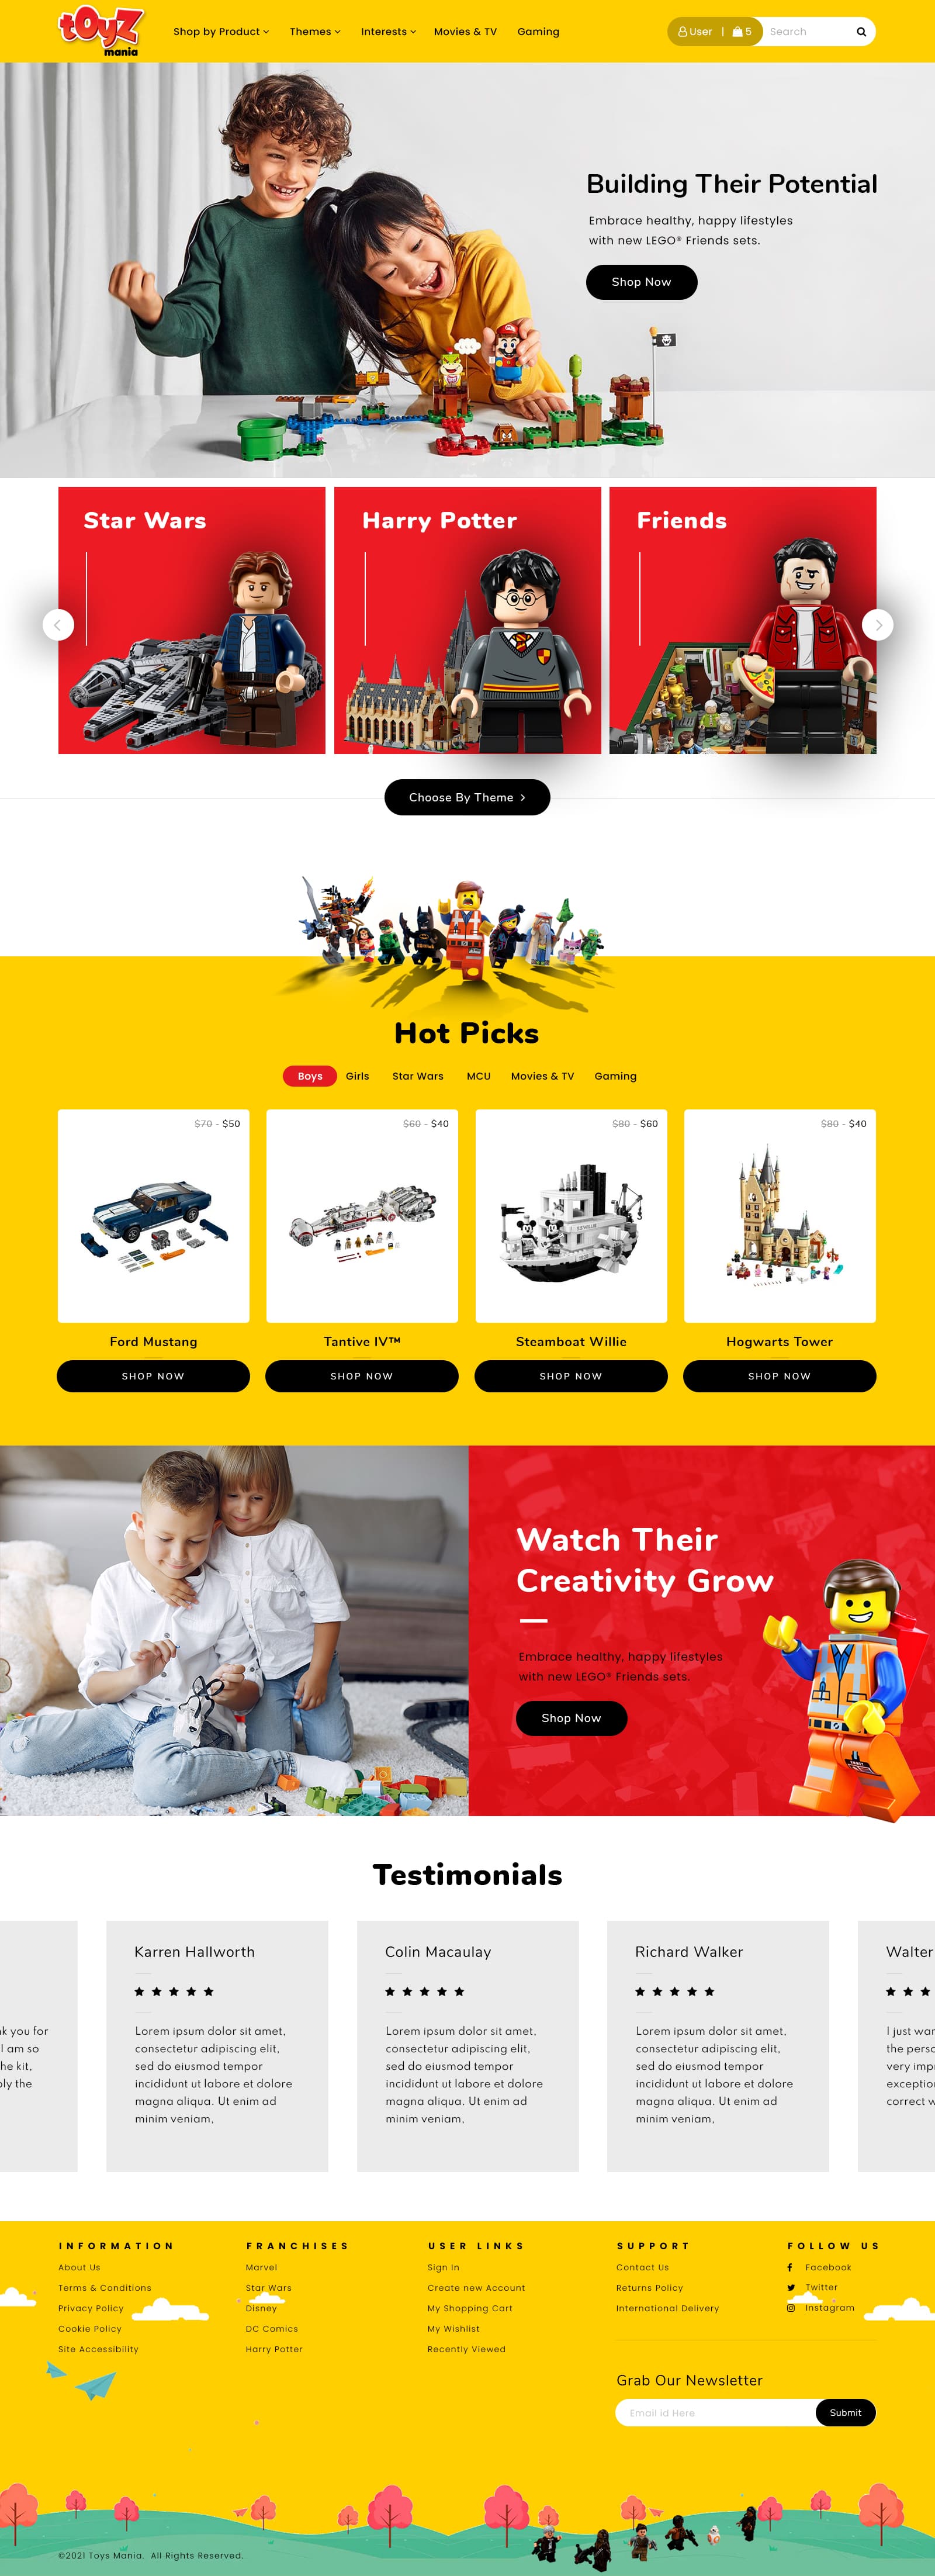 toyz
mania
Shop by Product
Themes
Interests
Movies & TV
Gaming
User | 5
Search
Building Their Potential
Embrace healthy, happy lifestyles
with new LEGO® Friends sets.
Shop Now
Star Wars
Harry Potter
Friends
Choose By Theme
Hot Picks
Boys
Girls
Star Wars
MCU
Movies & TV
Gaming
$70 - $50
$60 - $40
$80 - $60
$80 - $40
S.S.WILLIE
Ford Mustang
Tantive IV™
Steamboat Willie
Hogwarts Tower
SHOP NOW
SHOP NOW
SHOP NOW
SHOP NOW
Watch Their
Creativity Grow
Embrace healthy, happy lifestyles
with new LEGO® Friends sets.
Shop Now
Testimonials
k you for
I am so
he kit,
ly the
Karren Hallworth
Lorem ipsum dolor sit amet,
consectetur adipiscing elit,
sed do eiusmod tempor
incididunt ut labore et dolore
magna aliqua. Ut enim ad
minim veniam,
Colin Macaulay
Lorem ipsum dolor sit amet,
consectetur adipiscing elit,
sed do eiusmod tempor
incididunt ut labore et dolore
magna aliqua. Ut enim ad
minim veniam,
Richard Walker
Lorem ipsum dolor sit amet,
consectetur adipiscing elit,
sed do eiusmod tempor
incididunt ut labore et dolore
magna aliqua. Ut enim ad
minim veniam,
Walter
I just war
the perso
very impr
exception
correct w
INFORMATION
About Us
Terms & Conditions
Privacy Policy
Cookie Policy
Site Accessibility
FRANCHISES
Marvel
Star Wars
Disney
DC Comics
Harry Potter
USER LINKS
Sign in
Create new Account
My Shopping Cart
My Wishlist
Recently Viewed
SUPPORT
Contact Us
Returns Policy
International Delivery
FOLLOW US
Facebook
Twitter
Instagram
Grab Our Newsletter
Email id Here
Submit
©2021 Toys Mania. All Rights Reserved.